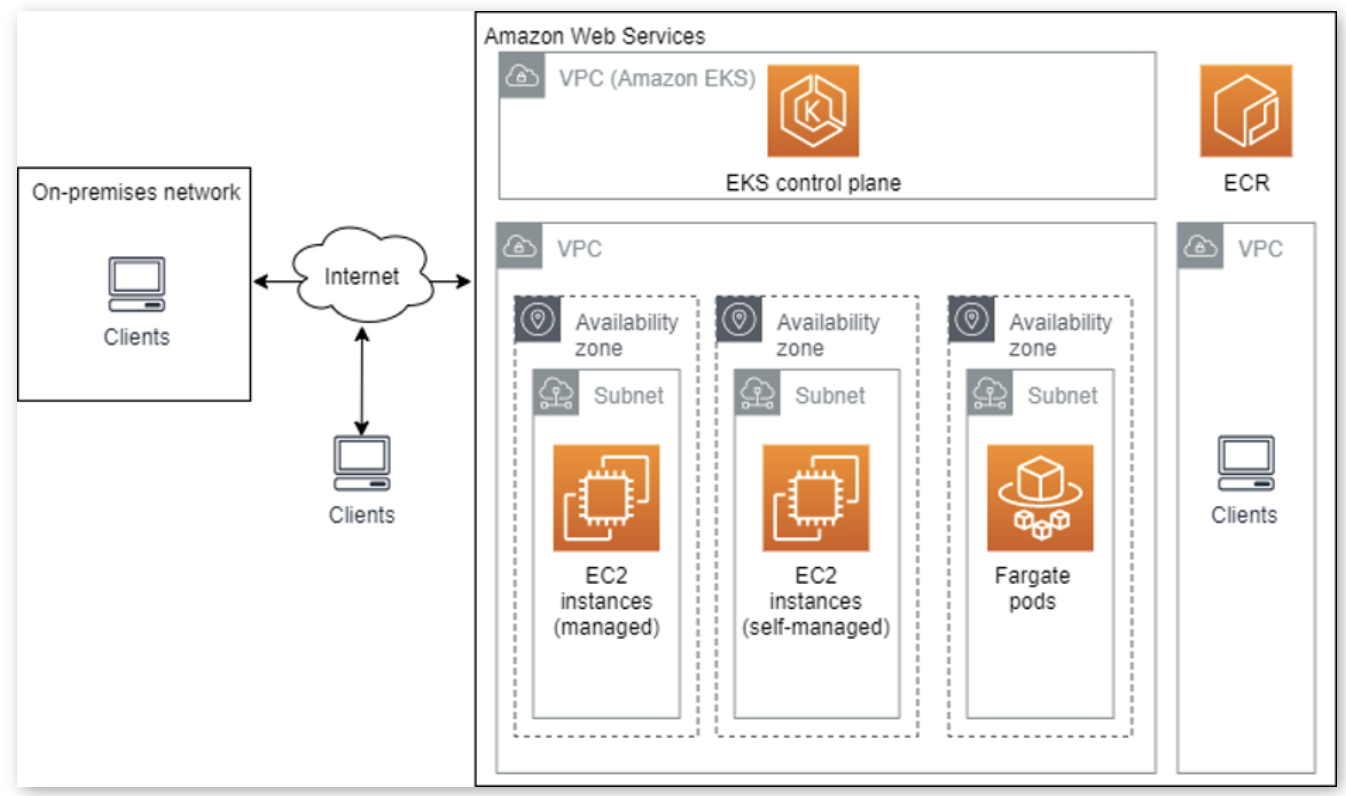 Amazon Web Services
VPC (Amazon EKS)
EKS control plane
ECR
On-premises network
Clients
Internet
Clients
VPC
Availability
zone
Subnet
EC2
instances
(managed)
Availability
zone
Subnet
EC2
instances
(self-managed)
Availability
zone
Subnet
Fargate
pods
VPC
Clients